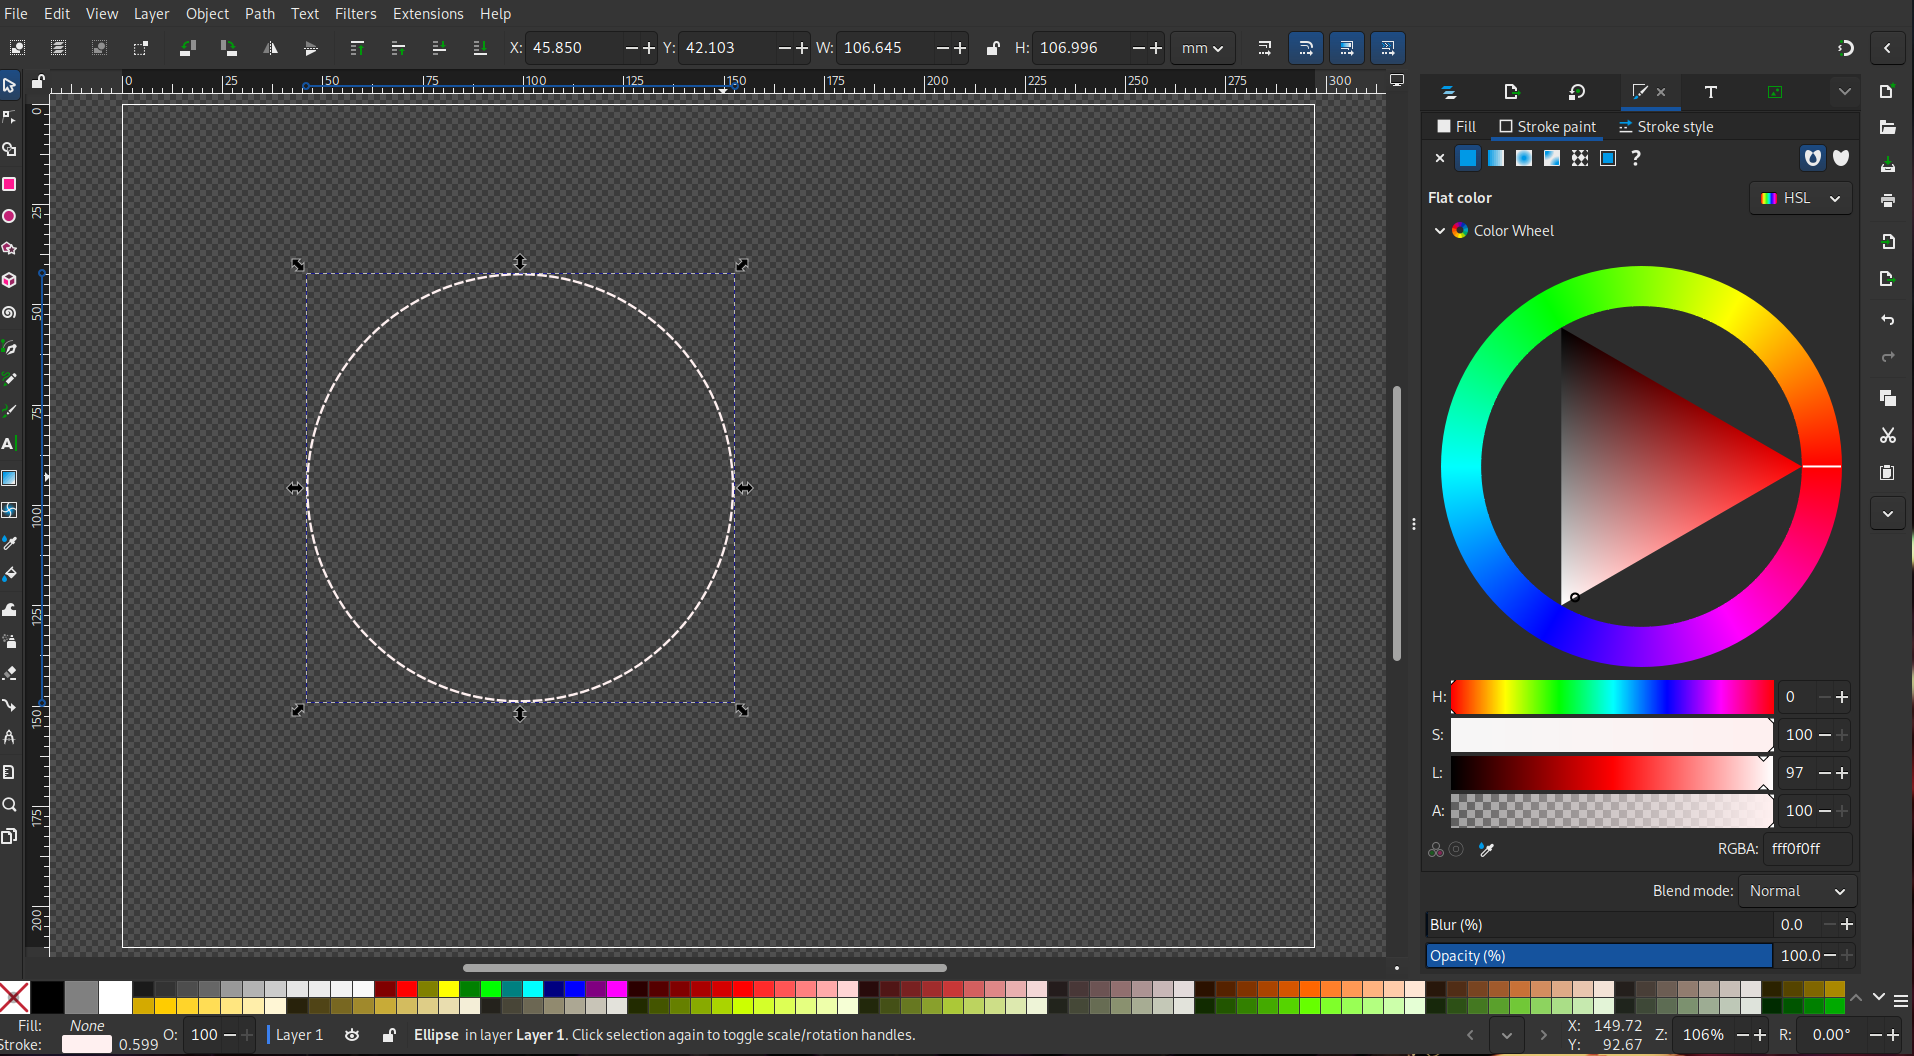 File Edit View Layer Object Path Text Filters Extensions Help
X: 45.850 Y: 42.103 W: 106.645 H: 106.996 mm
0 25 50 75 100 125 150 175 200 225 250 275 300
0
25
50
75
100
125
150
175
200
Fill Stroke paint Stroke style
?
Flat color HSL
Color Wheel
H: 0
S: 100
L: 97
A: 100
RGBA: fff0f0ff
Blend mode: Normal
Blur (%) 0.0
Opacity (%) 100.0
Fill: None
Stroke: 0.599
O: 100
Layer 1
Ellipse in layer Layer 1. Click selection again to toggle scale/rotation handles.
X: 149.72
Y: 92.67
Z: 106%
R: 0.00°